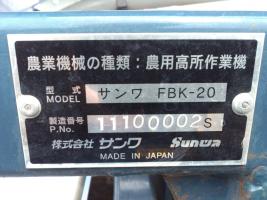 農業機械の種類：農用高所作業機
型式 MODEL サンワ FBK-20
製造番号 P.No. 11100002S
株式会社 サンワ Sunwa
MADE IN JAPAN